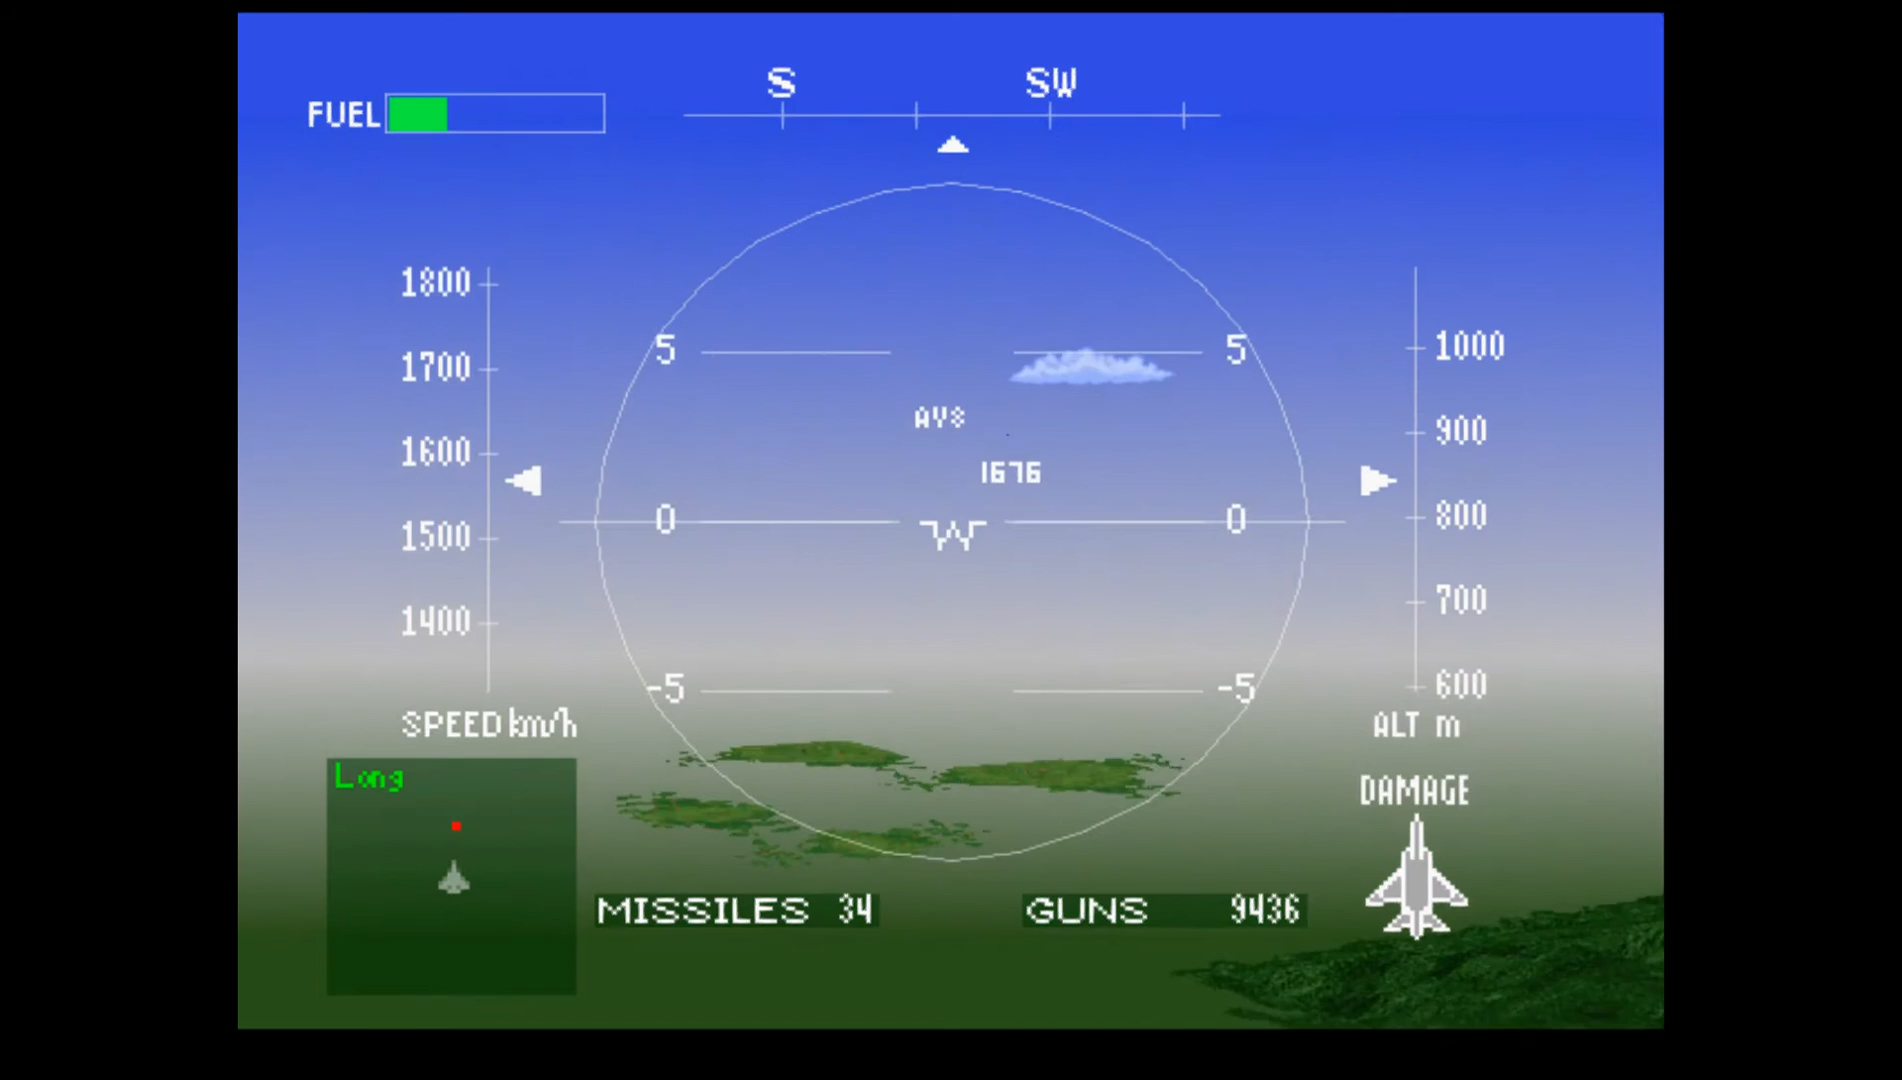 S SW
FUEL
1800
1700
1600
1500
1400
5 5
AV8
1676
0 0
-5 -5
1000
900
800
700
600
SPEED km/h
ALT m
Long
DAMAGE
MISSILES 34
GUNS 9436